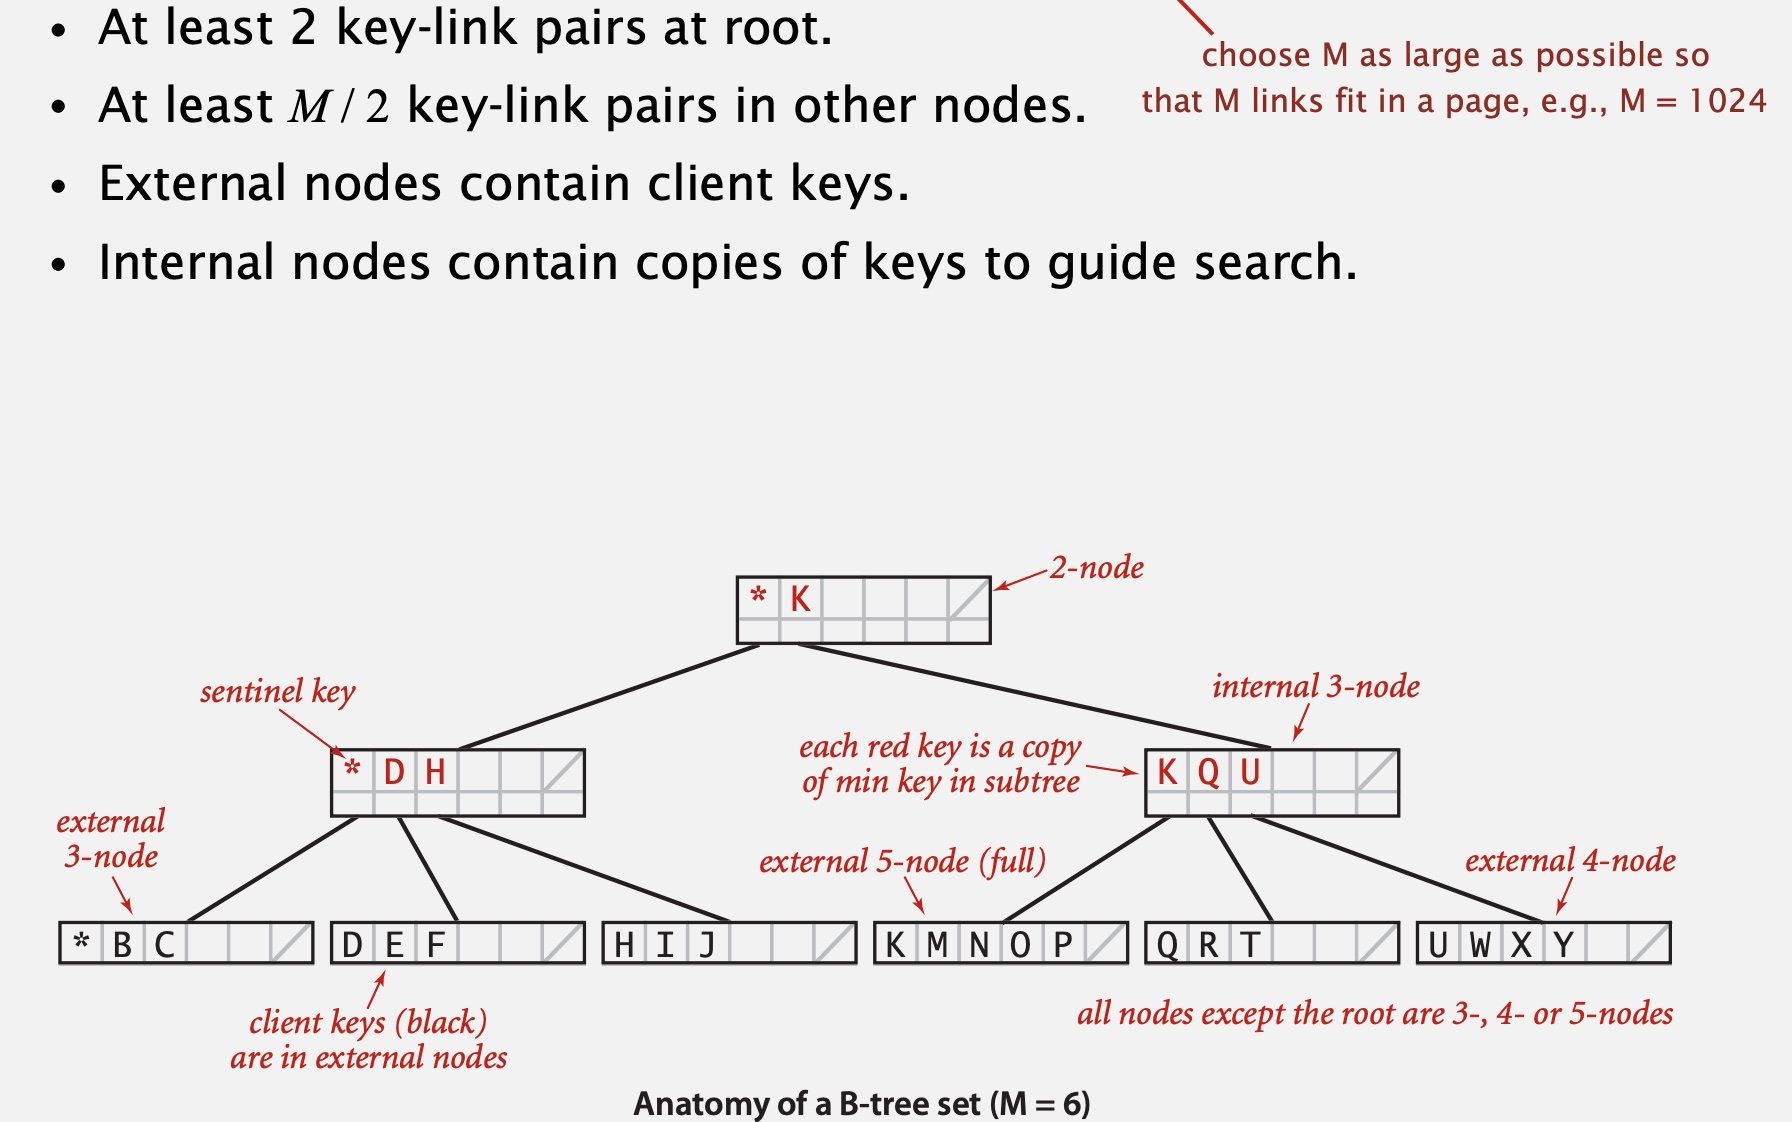 • At least 2 key-link pairs at root.
choose M as large as possible so
that M links fit in a page, e.g., M = 1024
• At least M / 2 key-link pairs in other nodes.
• External nodes contain client keys.
• Internal nodes contain copies of keys to guide search.
2-node
* K
sentinel key
internal 3-node
each red key is a copy
of min key in subtree
* D H
K Q U
external
3-node
external 5-node (full)
external 4-node
* B C
D E F
H I J
K M N O P
Q R T
U W X Y
client keys (black)
are in external nodes
all nodes except the root are 3-, 4- or 5-nodes
Anatomy of a B-tree set (M = 6)